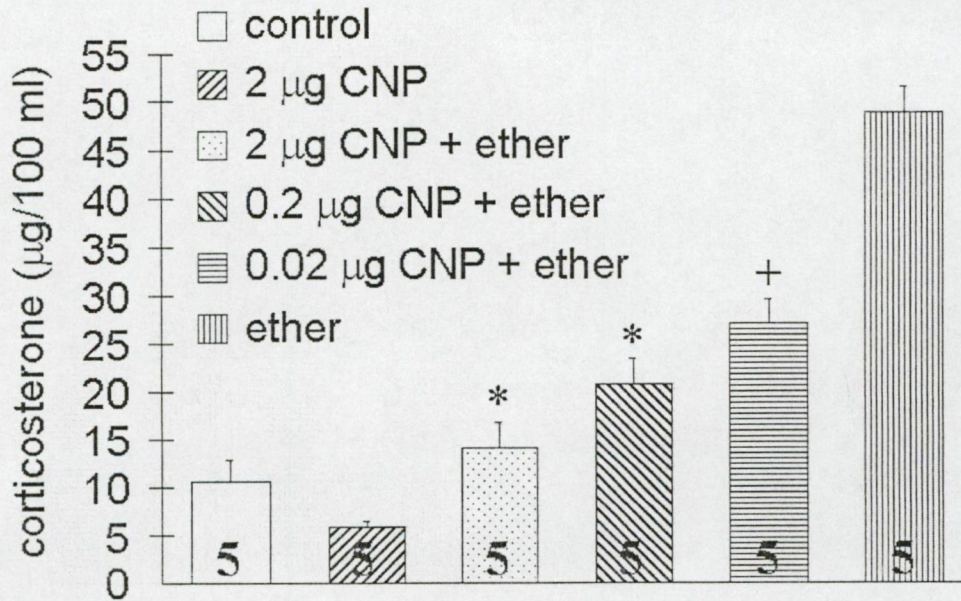 control
2 μg CNP
2 μg CNP + ether
0.2 μg CNP + ether
0.02 μg CNP + ether
ether
corticosterone (μg/100 ml)
55
50
45
40
35
30
25
20
15
10
5
0
* * +
5 5 5 5 5 5